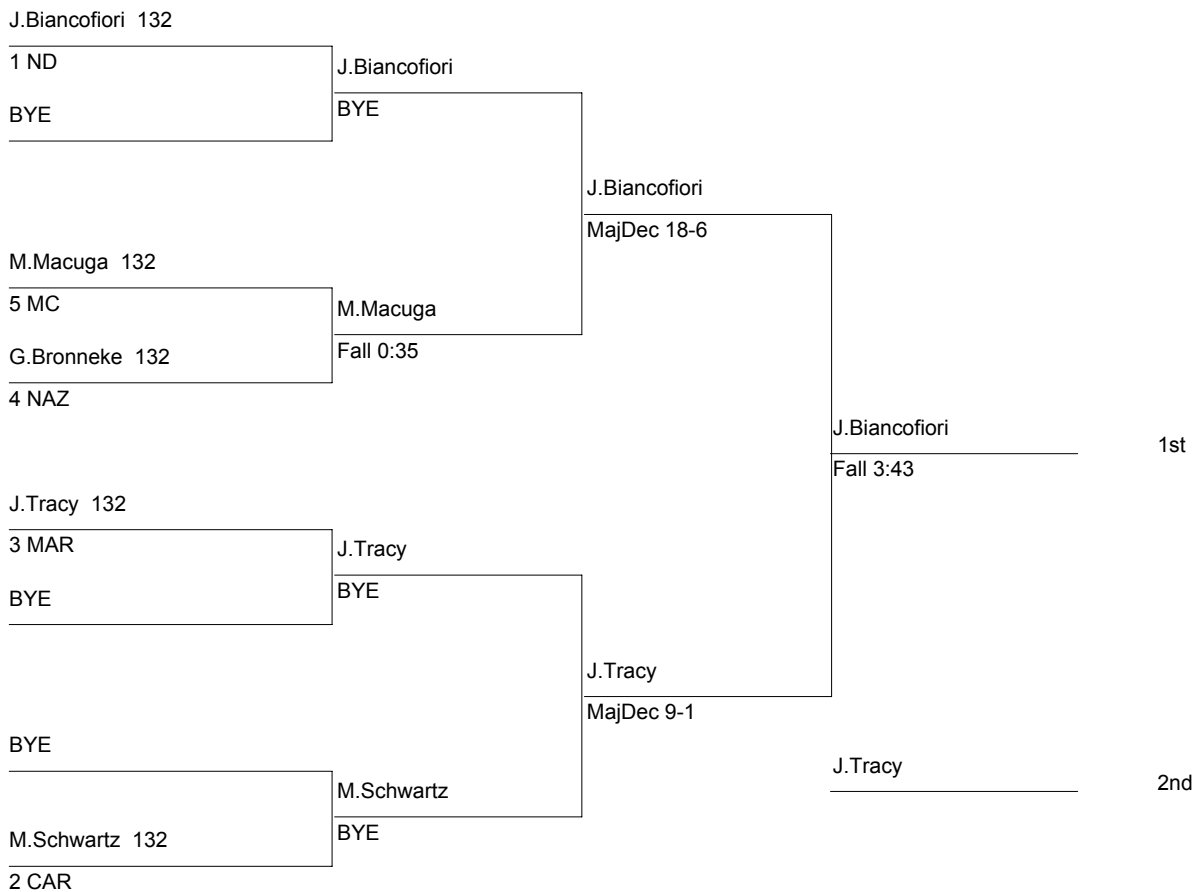 J.Biancofiori 132
1 ND
J.Biancofiori
BYE
BYE
J.Biancofiori
MajDec 18-6
M.Macuga 132
5 MC
M.Macuga
G.Bronneke 132
Fall 0:35
4 NAZ
J.Biancofiori
1st
Fall 3:43
J.Tracy 132
3 MAR
J.Tracy
BYE
BYE
J.Tracy
MajDec 9-1
BYE
J.Tracy
2nd
M.Schwartz
M.Schwartz 132
BYE
2 CAR